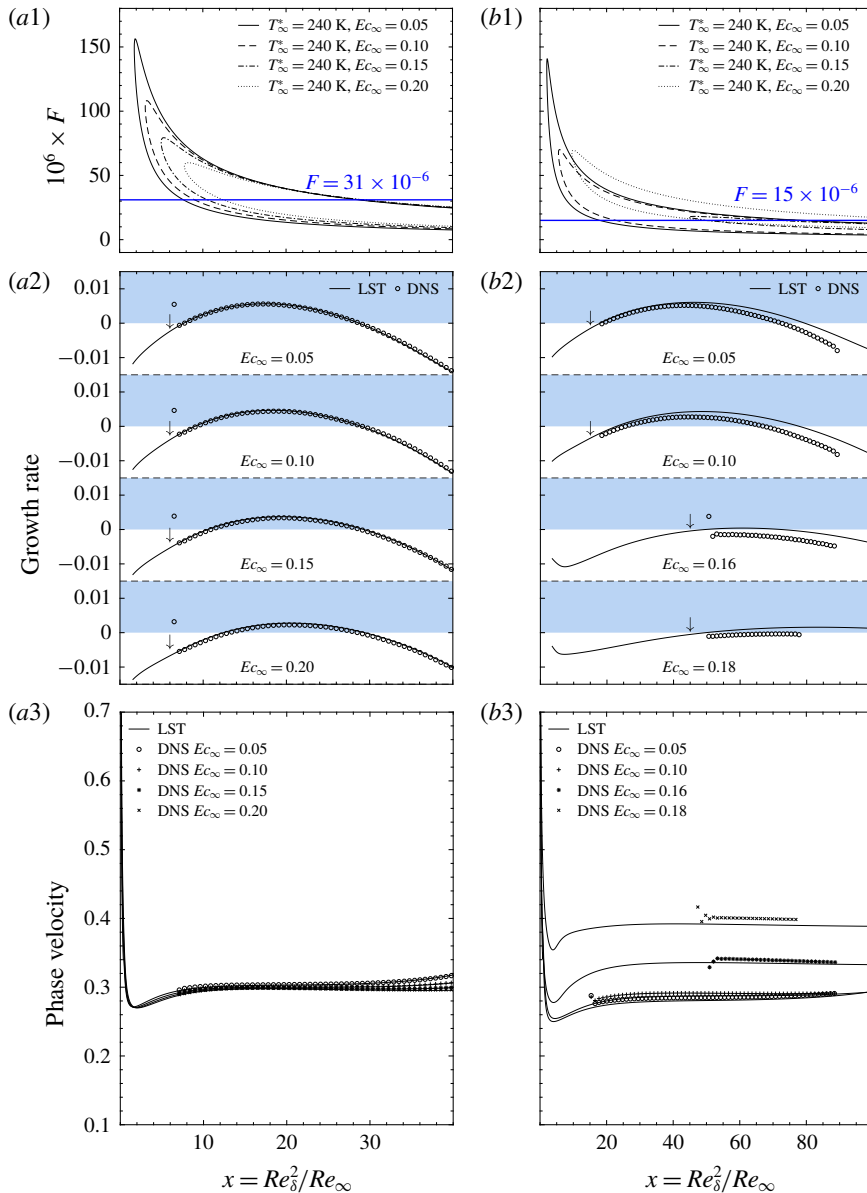 (a1)
T*∞ = 240 K, Ec∞ = 0.05
T*∞ = 240 K, Ec∞ = 0.10
T*∞ = 240 K, Ec∞ = 0.15
T*∞ = 240 K, Ec∞ = 0.20
150
100
50
0
10⁶ × F
F = 31 × 10⁻⁶
(b1)
T*∞ = 240 K, Ec∞ = 0.05
T*∞ = 240 K, Ec∞ = 0.10
T*∞ = 240 K, Ec∞ = 0.15
T*∞ = 240 K, Ec∞ = 0.20
F = 15 × 10⁻⁶
(a2)
LST DNS
0.01
0
−0.01
Ec∞ = 0.05
0.01
0
−0.01
Ec∞ = 0.10
0.01
0
−0.01
Ec∞ = 0.15
0.01
0
−0.01
Ec∞ = 0.20
Growth rate
(b2)
LST DNS
Ec∞ = 0.05
Ec∞ = 0.10
Ec∞ = 0.16
Ec∞ = 0.18
(a3)
0.7
0.6
0.5
0.4
0.3
0.2
0.1
Phase velocity
LST
DNS Ec∞ = 0.05
DNS Ec∞ = 0.10
DNS Ec∞ = 0.15
DNS Ec∞ = 0.20
10 20 30
x = Re²δ/Re∞
(b3)
LST
DNS Ec∞ = 0.05
DNS Ec∞ = 0.10
DNS Ec∞ = 0.16
DNS Ec∞ = 0.18
20 40 60 80
x = Re²δ/Re∞